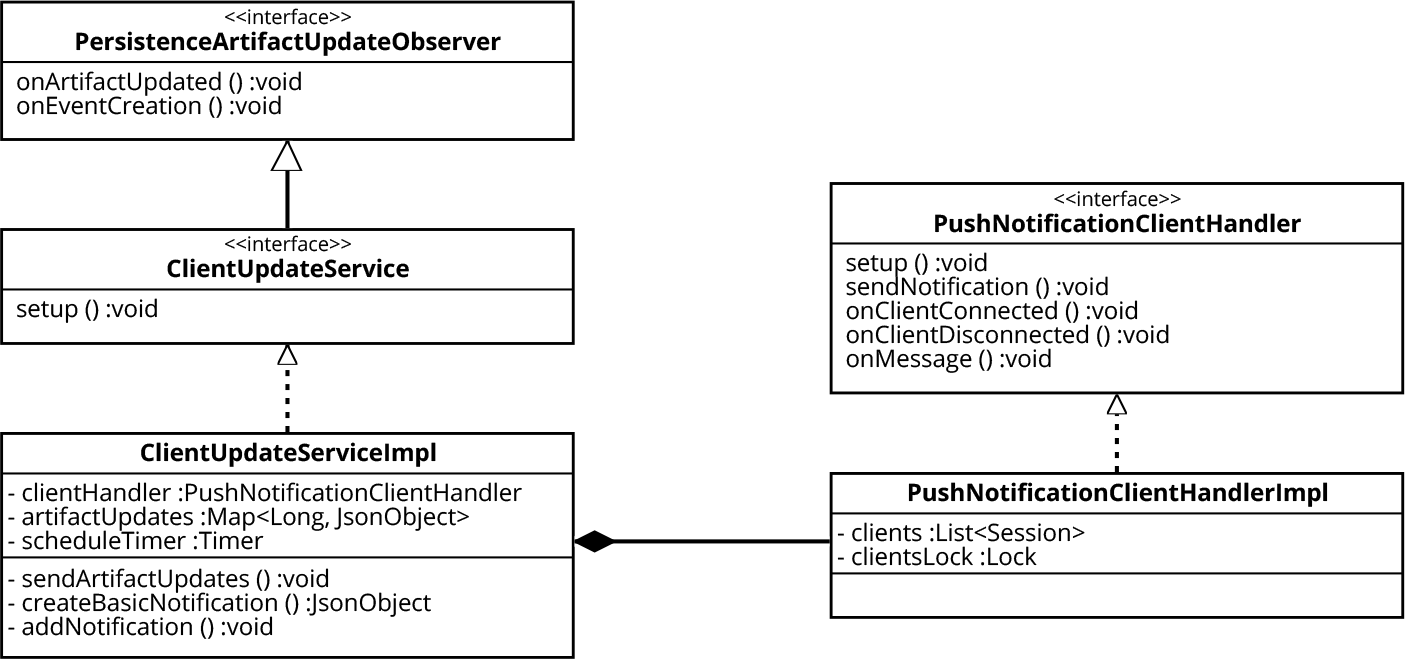 <<interface>>
PersistenceArtifactUpdateObserver
onArtifactUpdated () :void
onEventCreation () :void
<<interface>>
ClientUpdateService
setup () :void
ClientUpdateServiceImpl
- clientHandler :PushNotificationClientHandler
- artifactUpdates :Map<Long, JsonObject>
- scheduleTimer :Timer
- sendArtifactUpdates () :void
- createBasicNotification () :JsonObject
- addNotification () :void
<<interface>>
PushNotificationClientHandler
setup () :void
sendNotification () :void
onClientConnected () :void
onClientDisconnected () :void
onMessage () :void
PushNotificationClientHandlerImpl
- clients :List<Session>
- clientsLock :Lock